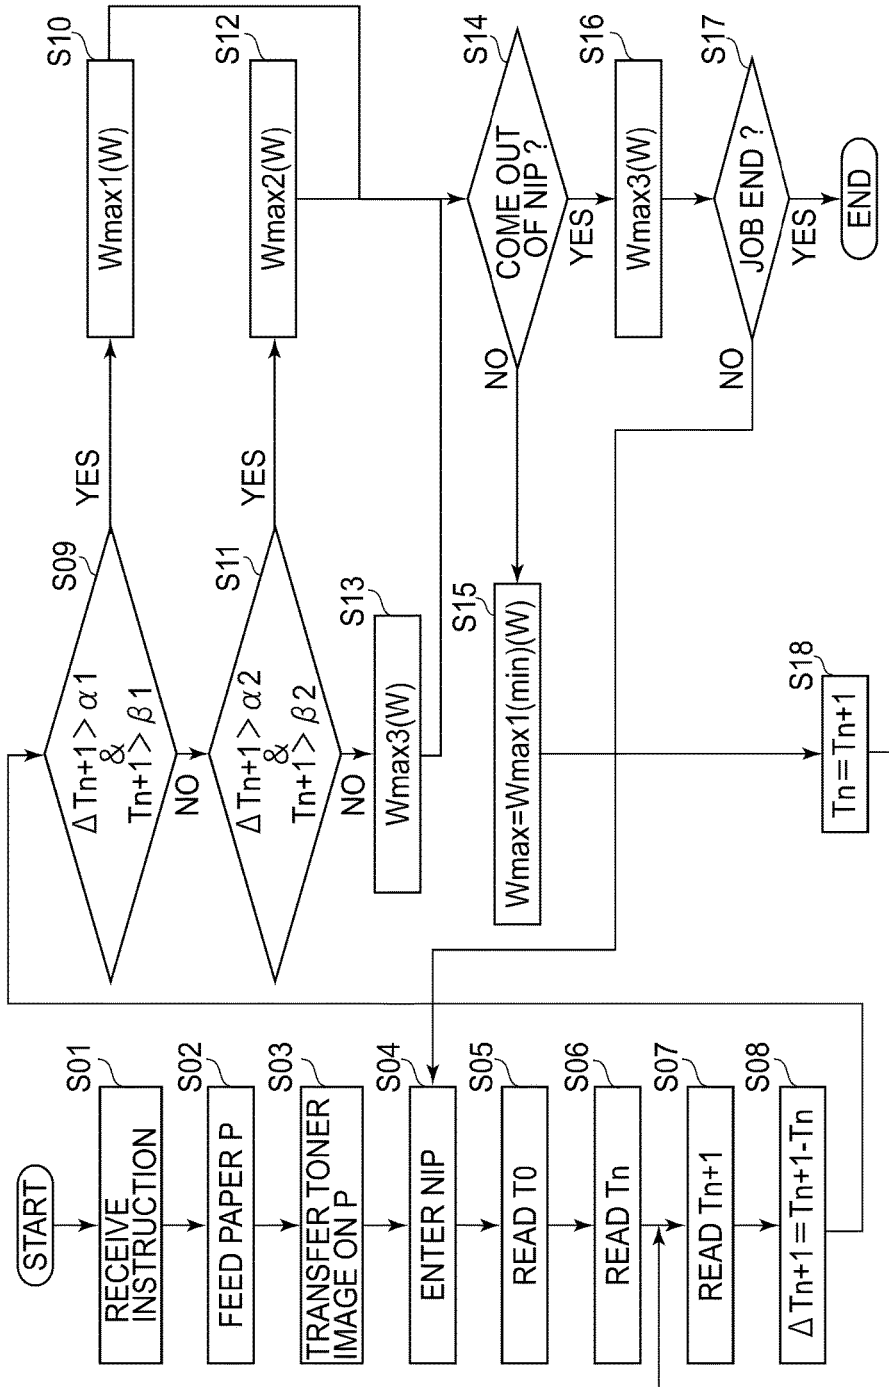 START
S01
RECEIVE
INSTRUCTION
S02
FEED PAPER P
S03
TRANSFER TONER
IMAGE ON P
S04
ENTER NIP
S05
READ T0
S06
READ Tn
S07
READ Tn+1
S08
ΔTn+1=Tn+1-Tn
S09
ΔTn+1>α1
&
Tn+1>β1
YES
NO
S10
Wmax1(W)
S11
ΔTn+1>α2
&
Tn+1>β2
YES
NO
S12
Wmax2(W)
S13
Wmax3(W)
S14
COME OUT
OF NIP ?
NO
YES
S15
Wmax=Wmax1(min)(W)
S16
Wmax3(W)
S17
JOB END ?
NO
YES
S18
Tn=Tn+1
END